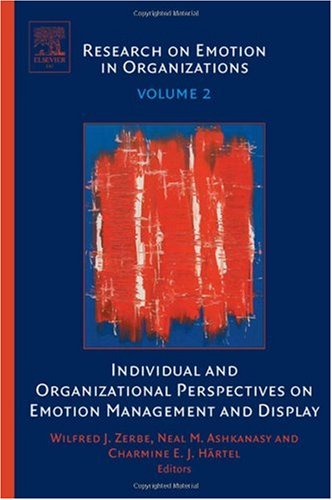 ELSEVIER
RESEARCH ON EMOTION
IN ORGANIZATIONS
VOLUME 2
INDIVIDUAL AND
ORGANIZATIONAL PERSPECTIVES ON
EMOTION MANAGEMENT AND DISPLAY
WILFRED J. ZERBE, NEAL M. ASHKANASY AND
CHARMINE E. J. HÄRTEL
Editors